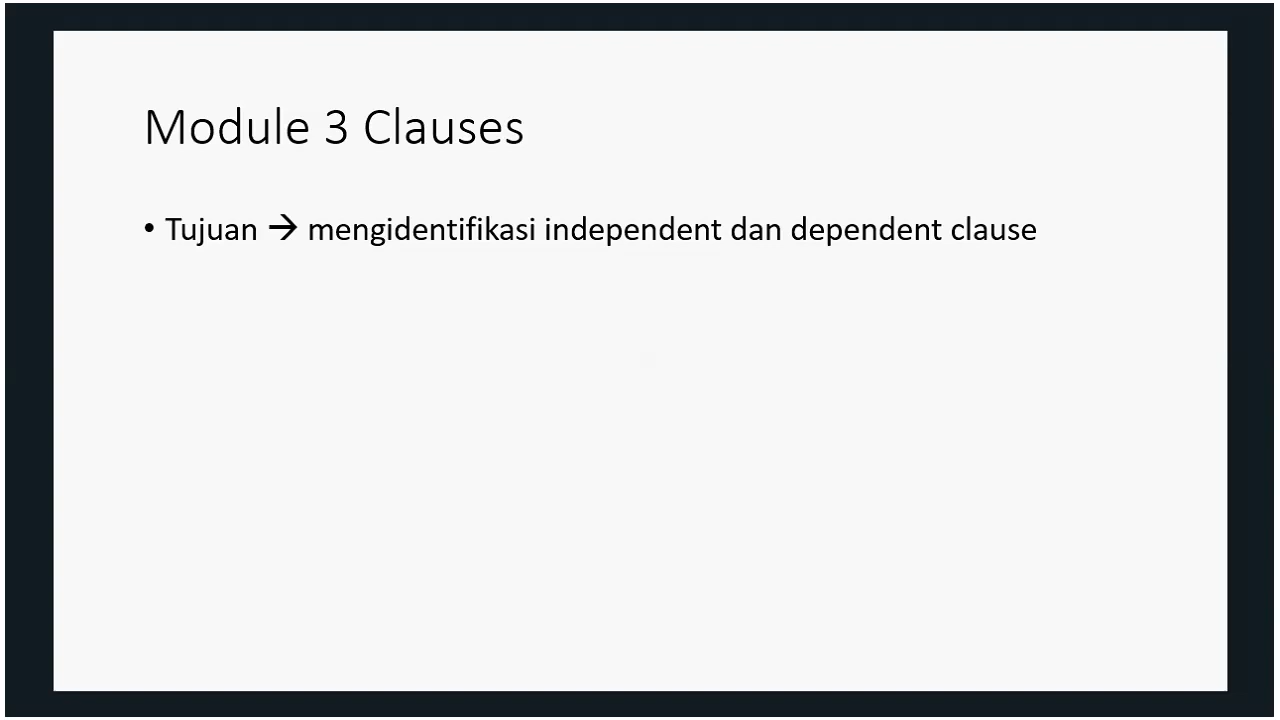 Module 3 Clauses
• Tujuan → mengidentifikasi independent dan dependent clause